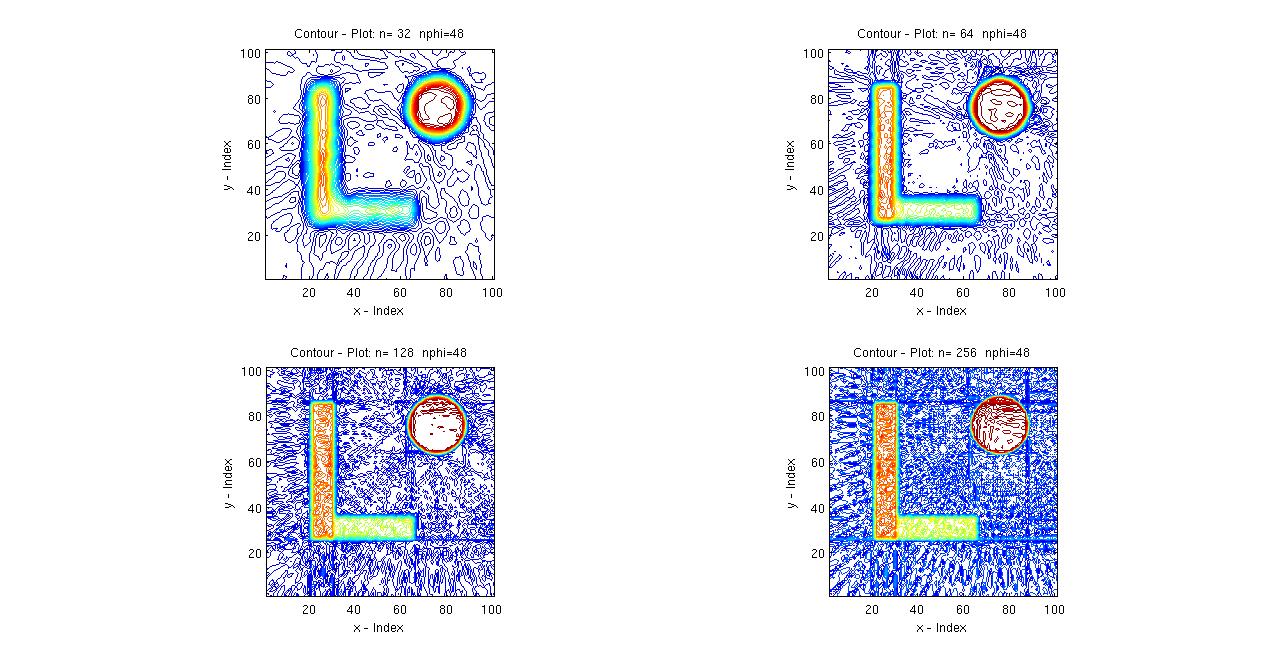 Contour - Plot: n= 32 nphi=48
100
80
60
40
20
y - Index
20 40 60 80 100
x - Index
Contour - Plot: n= 64 nphi=48
100
80
60
40
20
y - Index
20 40 60 80 100
x - Index
Contour - Plot: n= 128 nphi=48
100
80
60
40
20
y - Index
20 40 60 80 100
x - Index
Contour - Plot: n= 256 nphi=48
100
80
60
40
20
y - Index
20 40 60 80 100
x - Index